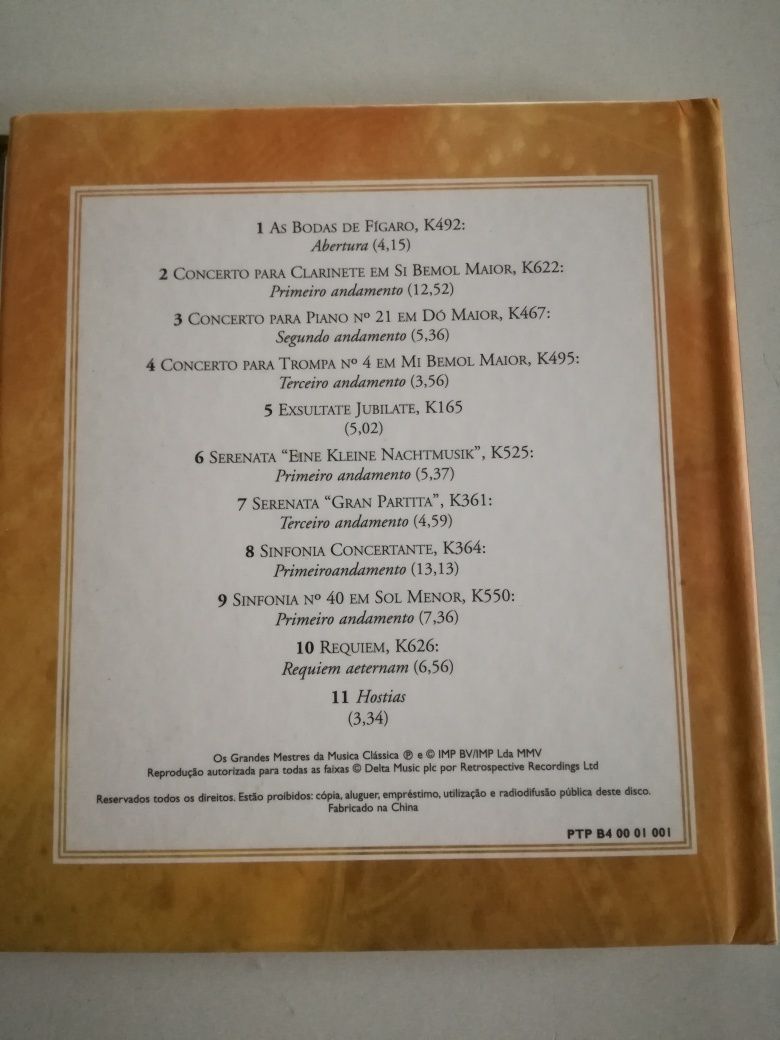 1 As Bodas de Fígaro, K492:
Abertura (4,15)
2 Concerto para Clarinete em Si Bemol Maior, K622:
Primeiro andamento (12,52)
3 Concerto para Piano nº 21 em Dó Maior, K467:
Segundo andamento (5,36)
4 Concerto para Trompa nº 4 em Mi Bemol Maior, K495:
Terceiro andamento (3,56)
5 Exsultate Jubilate, K165
(5,02)
6 Serenata “Eine Kleine Nachtmusik”, K525:
Primeiro andamento (5,37)
7 Serenata “Gran Partita”, K361:
Terceiro andamento (4,59)
8 Sinfonia Concertante, K364:
Primeiroandamento (13,13)
9 Sinfonia nº 40 em Sol Menor, K550:
Primeiro andamento (7,36)
10 Requiem, K626:
Requiem aeternam (6,56)
11 Hostias
(3,34)
Os Grandes Mestres da Musica Clássica ℗ e © IMP BV/IMP Lda MMV
Reprodução autorizada para todas as faixas © Delta Music plc por Retrospective Recordings Ltd
Reservados todos os direitos. Estão proibidos: cópia, aluguer, empréstimo, utilização e radiodifusão pública deste disco.
Fabricado na China
PTP B4 00 01 001